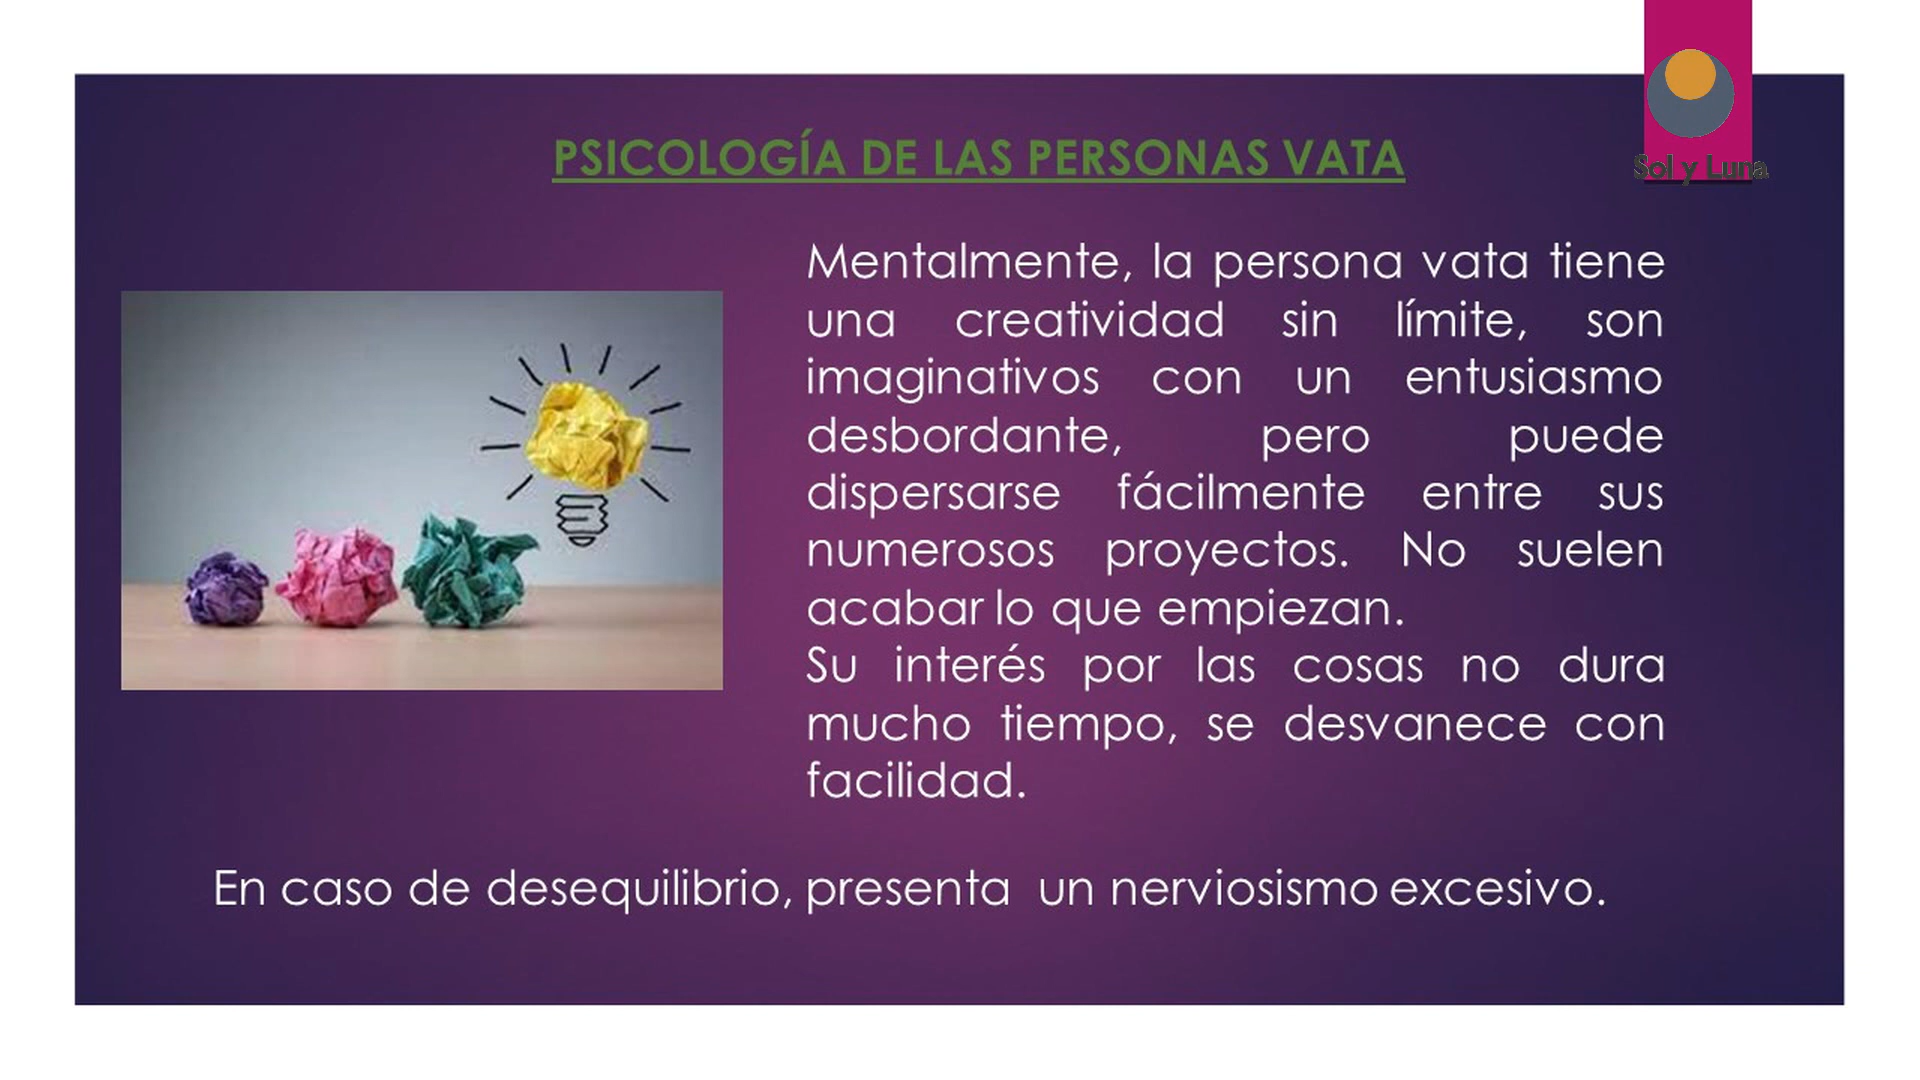 Sol y Luna
PSICOLOGÍA DE LAS PERSONAS VATA
Mentalmente, la persona vata tiene
una creatividad sin límite, son
imaginativos con un entusiasmo
desbordante, pero puede
dispersarse fácilmente entre sus
numerosos proyectos. No suelen
acabar lo que empiezan.
Su interés por las cosas no dura
mucho tiempo, se desvanece con
facilidad.
En caso de desequilibrio, presenta un nerviosismo excesivo.